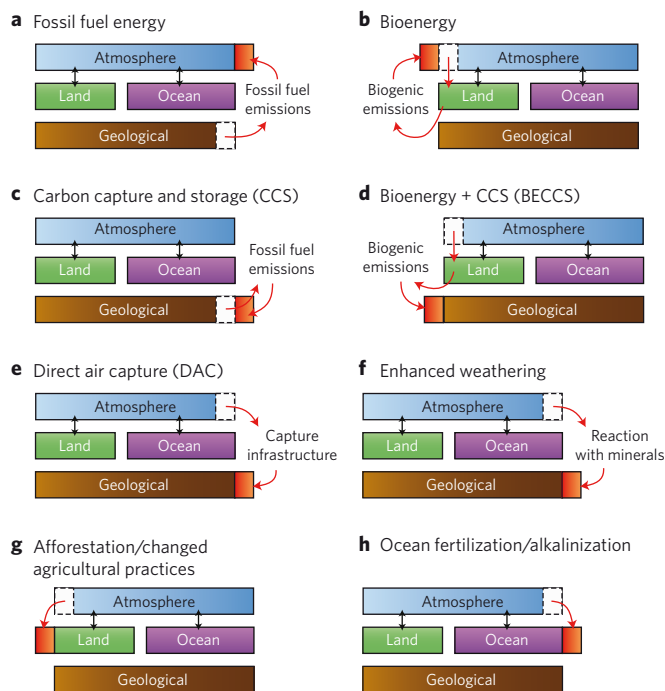 a Fossil fuel energy
Atmosphere
Land
Ocean
Fossil fuel
emissions
Geological
b Bioenergy
Atmosphere
Biogenic
emissions
Land
Ocean
Geological
c Carbon capture and storage (CCS)
Atmosphere
Land
Ocean
Fossil fuel
emissions
Geological
d Bioenergy + CCS (BECCS)
Atmosphere
Biogenic
emissions
Land
Ocean
Geological
e Direct air capture (DAC)
Atmosphere
Land
Ocean
Capture
infrastructure
Geological
f Enhanced weathering
Atmosphere
Land
Ocean
Reaction
with minerals
Geological
g Afforestation/changed
agricultural practices
Atmosphere
Land
Ocean
Geological
h Ocean fertilization/alkalinization
Atmosphere
Land
Ocean
Geological